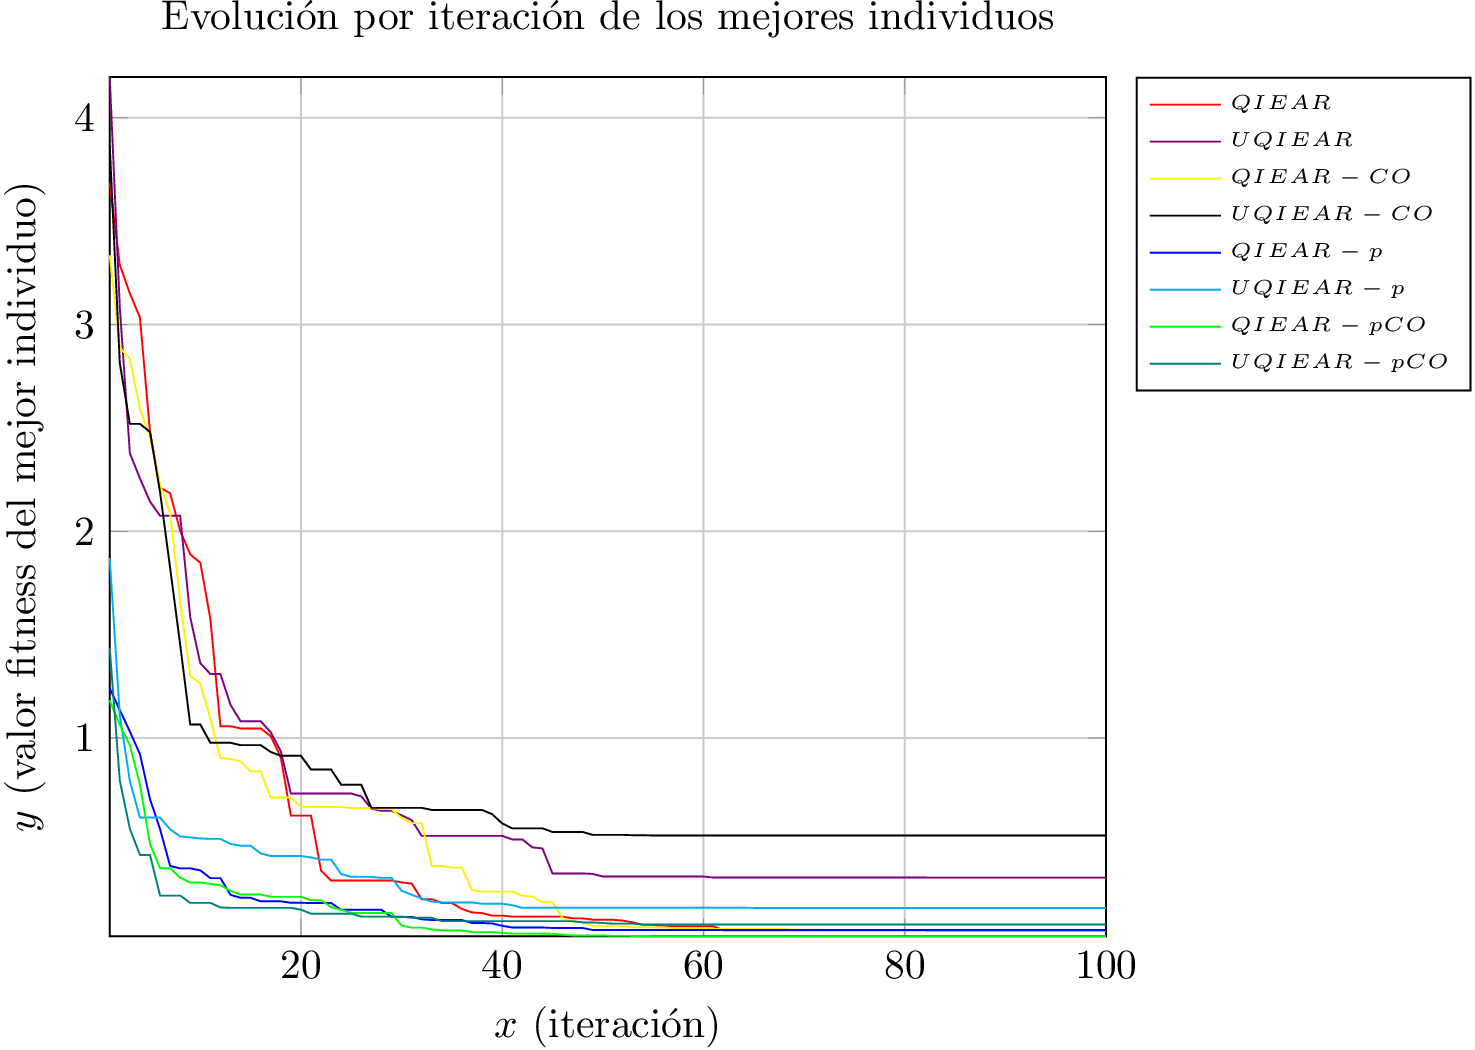 Evolución por iteración de los mejores individuos
y (valor fitness del mejor individuo)
4
3
2
1
20 40 60 80 100
x (iteración)
QIEAR
UQIEAR
QIEAR − CO
UQIEAR − CO
QIEAR − p
UQIEAR − p
QIEAR − pCO
UQIEAR − pCO